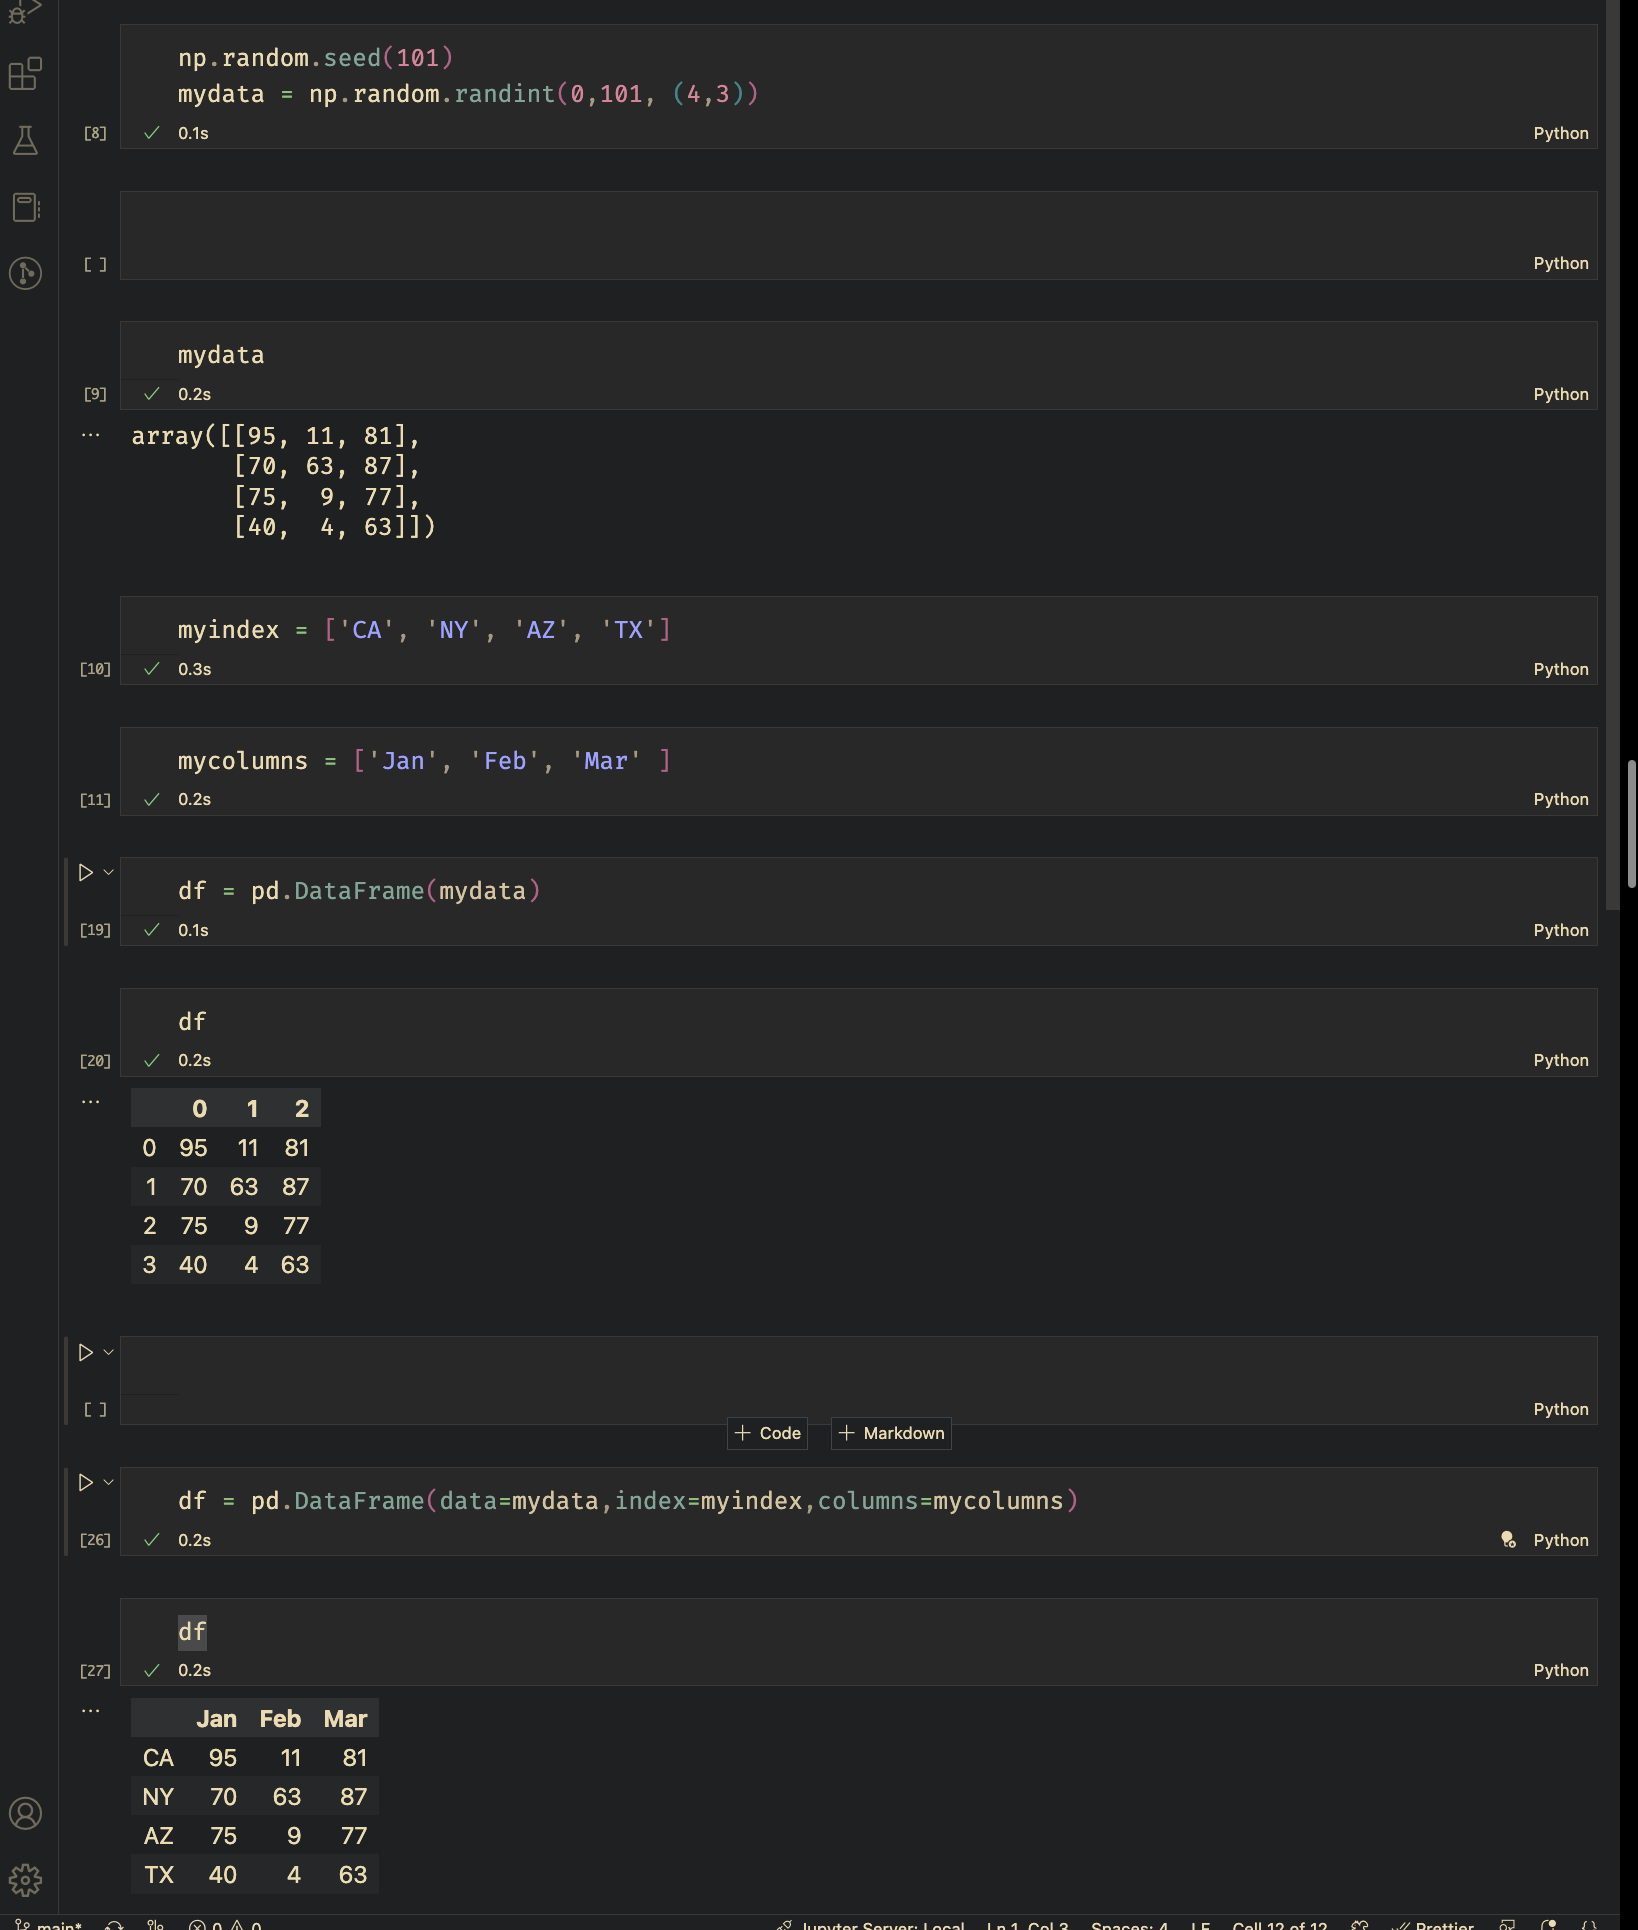 np.random.seed(101)
mydata = np.random.randint(0,101, (4,3))
[8] 0.1s Python
[ ] Python
mydata
[9] 0.2s Python
... array([[95, 11, 81],
[70, 63, 87],
[75,  9, 77],
[40,  4, 63]])
myindex = ['CA', 'NY', 'AZ', 'TX']
[10] 0.3s Python
mycolumns = ['Jan', 'Feb', 'Mar' ]
[11] 0.2s Python
df = pd.DataFrame(mydata)
[19] 0.1s Python
df
[20] 0.2s Python
... 0 1 2
0 95 11 81
1 70 63 87
2 75 9 77
3 40 4 63
[ ] Python
+ Code + Markdown
df = pd.DataFrame(data=mydata,index=myindex,columns=mycolumns)
[26] 0.2s Python
df
[27] 0.2s Python
... Jan Feb Mar
CA 95 11 81
NY 70 63 87
AZ 75 9 77
TX 40 4 63
main* 0 0 Jupyter Server: Local Ln 1, Col 3 Spaces: 4 LF Cell 12 of 12 Prettier